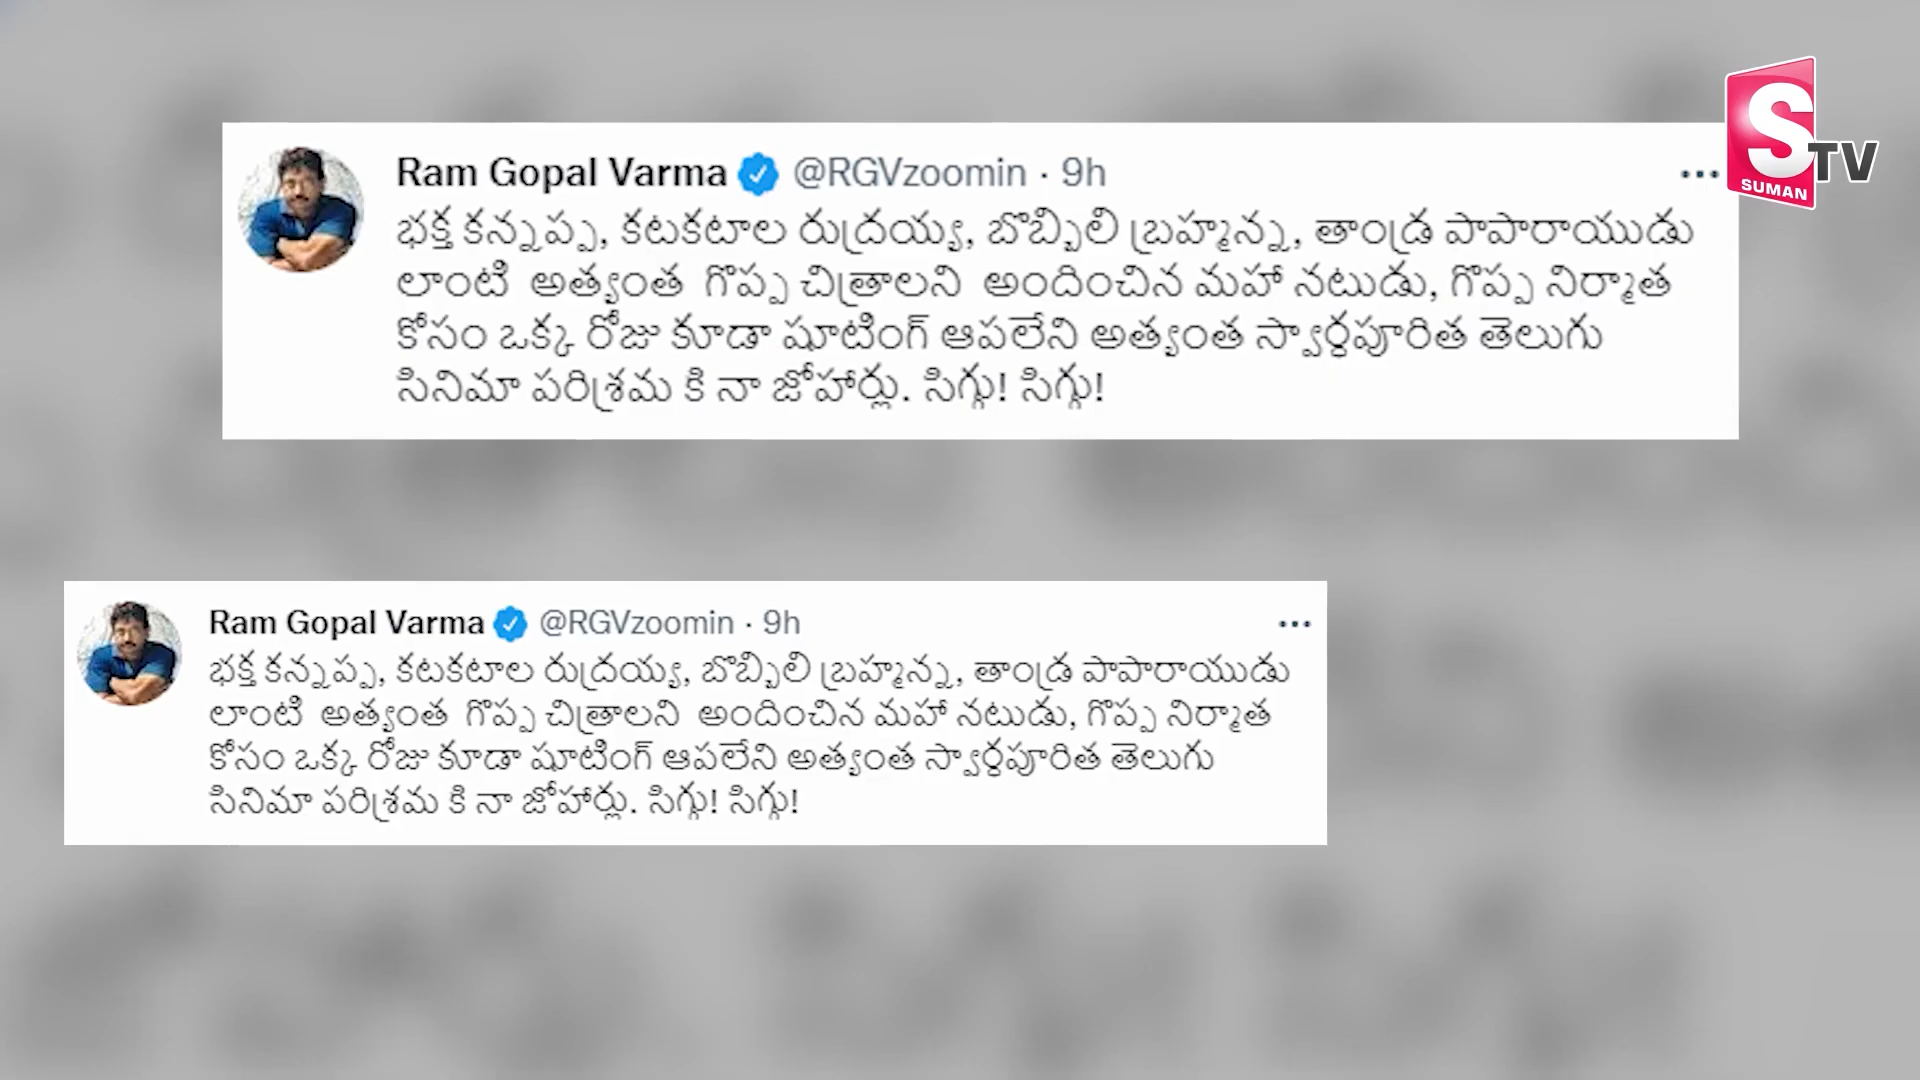 S
TV
SUMAN
Ram Gopal Varma @RGVzoomin · 9h
భక్త కన్నప్ప, కటకటాల రుద్రయ్య, బొబ్బిలి బ్రహ్మన్న, తాండ్ర పాపారాయుడు
లాంటి అత్యంత గొప్ప చిత్రాలని అందించిన మహా నటుడు, గొప్ప నిర్మాత
కోసం ఒక్క రోజు కూడా షూటింగ్ ఆపలేని అత్యంత స్వార్ధపూరిత తెలుగు
సినిమా పరిశ్రమ కి నా జోహార్లు. సిగ్గు! సిగ్గు!
Ram Gopal Varma @RGVzoomin · 9h
భక్త కన్నప్ప, కటకటాల రుద్రయ్య, బొబ్బిలి బ్రహ్మన్న, తాండ్ర పాపారాయుడు
లాంటి అత్యంత గొప్ప చిత్రాలని అందించిన మహా నటుడు, గొప్ప నిర్మాత
కోసం ఒక్క రోజు కూడా షూటింగ్ ఆపలేని అత్యంత స్వార్ధపూరిత తెలుగు
సినిమా పరిశ్రమ కి నా జోహార్లు. సిగ్గు! సిగ్గు!